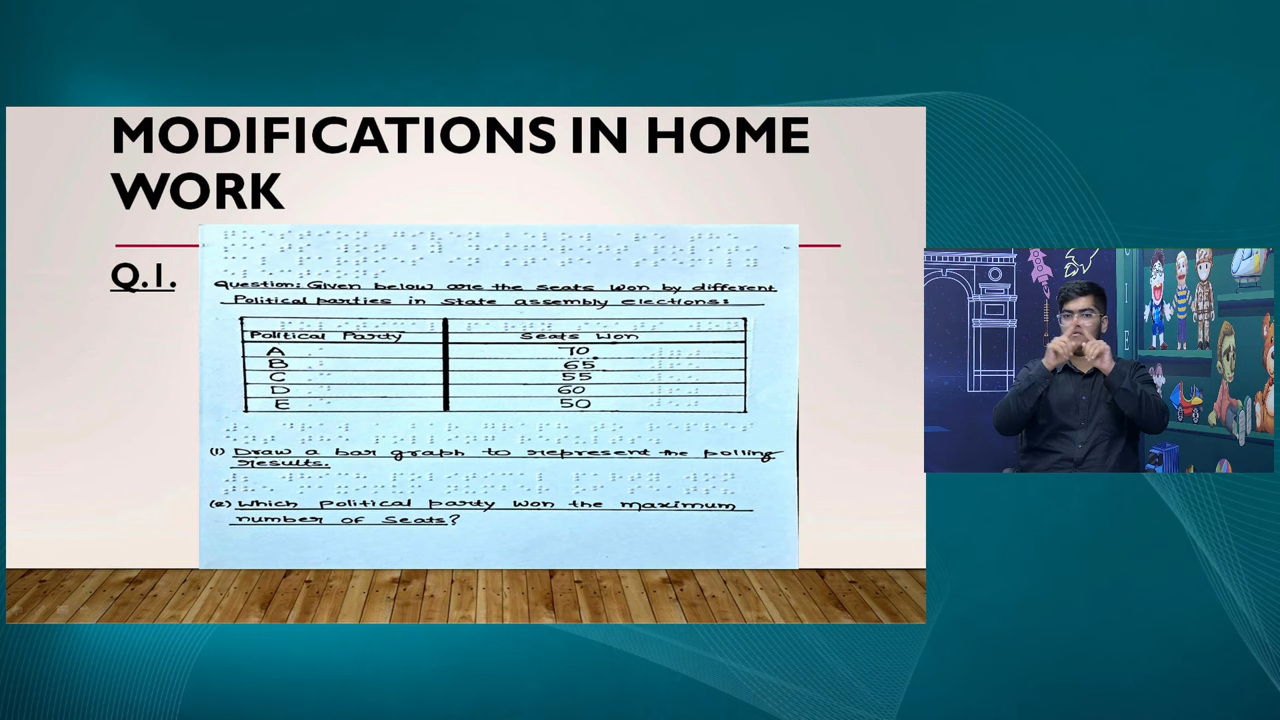 MODIFICATIONS IN HOME
WORK
Q.1.
Question: Given below are the seats won by different
Political parties in state assembly elections:
Political Party Seats Won
A 70
B 65
C 55
D 60
E 50
(1) Draw a bar graph to represent the polling
results.
(2) Which Political party won the maximum
number of seats?